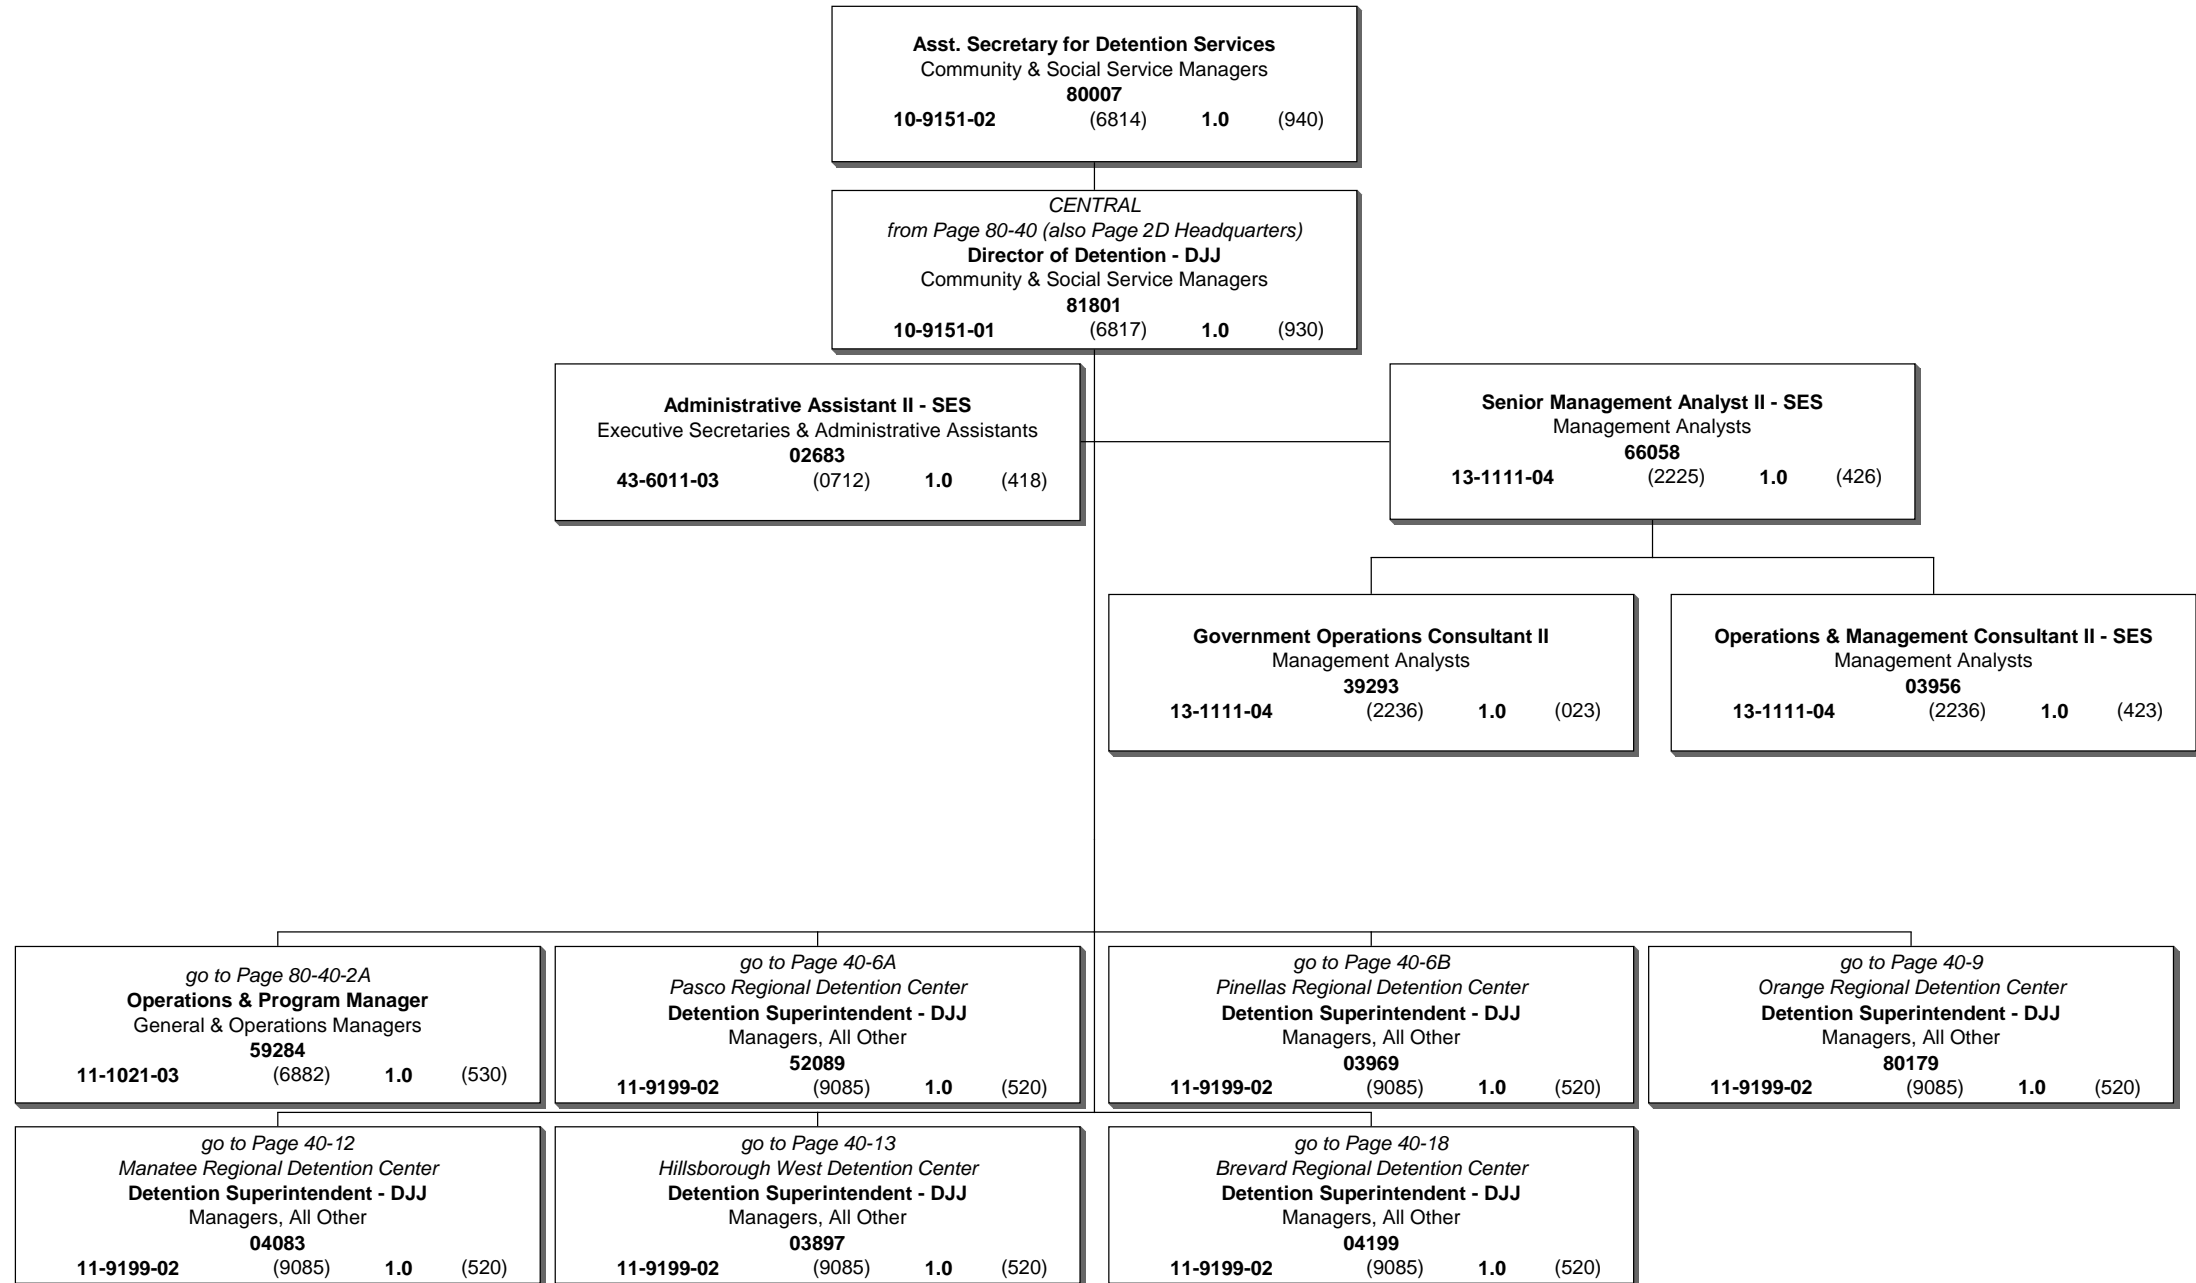 Asst. Secretary for Detention Services
Community & Social Service Managers
80007
10-9151-02 (6814) 1.0 (940)
CENTRAL
from Page 80-40 (also Page 2D Headquarters)
Director of Detention - DJJ
Community & Social Service Managers
81801
10-9151-01 (6817) 1.0 (930)
Administrative Assistant II - SES
Executive Secretaries & Administrative Assistants
02683
43-6011-03 (0712) 1.0 (418)
Senior Management Analyst II - SES
Management Analysts
66058
13-1111-04 (2225) 1.0 (426)
Government Operations Consultant II
Management Analysts
39293
13-1111-04 (2236) 1.0 (023)
Operations & Management Consultant II - SES
Management Analysts
03956
13-1111-04 (2236) 1.0 (423)
go to Page 80-40-2A
Operations & Program Manager
General & Operations Managers
59284
11-1021-03 (6882) 1.0 (530)
go to Page 40-6A
Pasco Regional Detention Center
Detention Superintendent - DJJ
Managers, All Other
52089
11-9199-02 (9085) 1.0 (520)
go to Page 40-6B
Pinellas Regional Detention Center
Detention Superintendent - DJJ
Managers, All Other
03969
11-9199-02 (9085) 1.0 (520)
go to Page 40-9
Orange Regional Detention Center
Detention Superintendent - DJJ
Managers, All Other
80179
11-9199-02 (9085) 1.0 (520)
go to Page 40-12
Manatee Regional Detention Center
Detention Superintendent - DJJ
Managers, All Other
04083
11-9199-02 (9085) 1.0 (520)
go to Page 40-13
Hillsborough West Detention Center
Detention Superintendent - DJJ
Managers, All Other
03897
11-9199-02 (9085) 1.0 (520)
go to Page 40-18
Brevard Regional Detention Center
Detention Superintendent - DJJ
Managers, All Other
04199
11-9199-02 (9085) 1.0 (520)